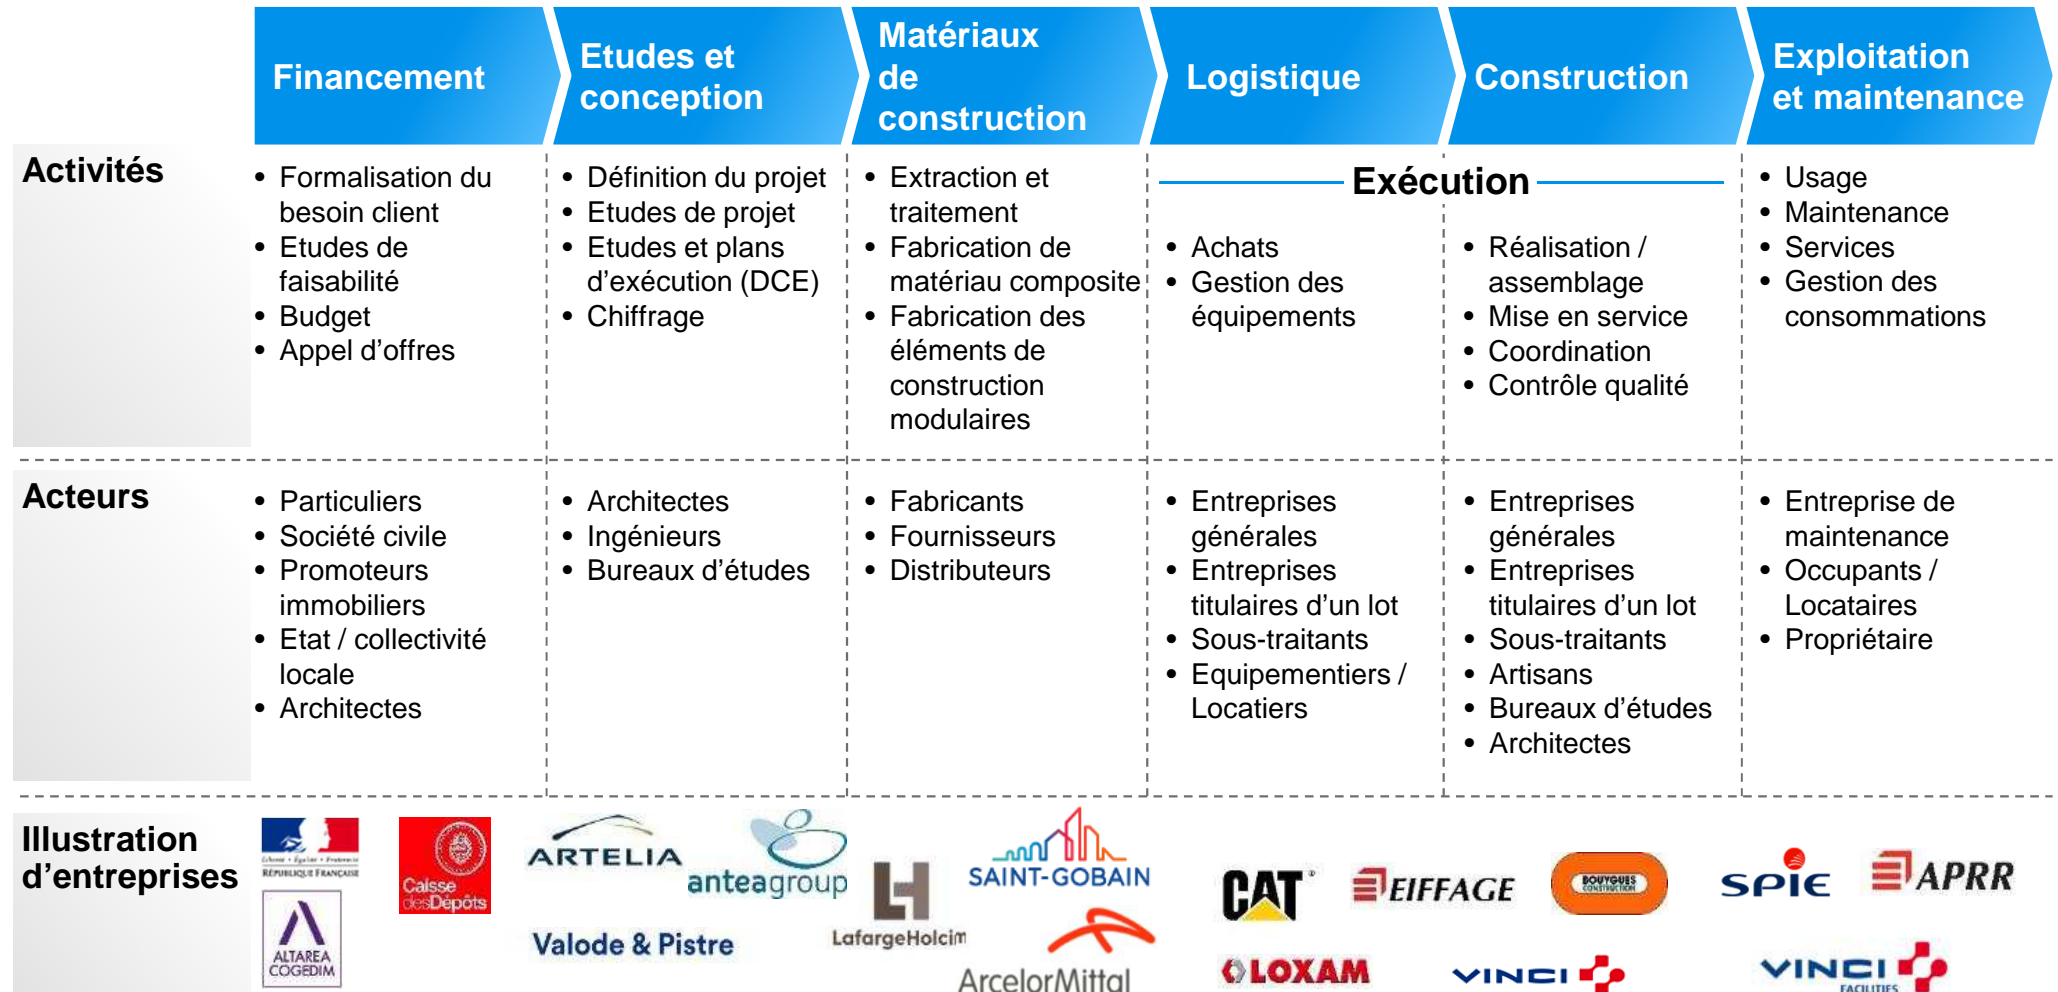 Financement
Etudes et
conception
Matériaux
de
construction
Logistique
Construction
Exploitation
et maintenance
Activités
• Formalisation du
besoin client
• Etudes de
faisabilité
• Budget
• Appel d’offres
• Définition du projet
• Etudes de projet
• Etudes et plans
d’exécution (DCE)
• Chiffrage
• Extraction et
traitement
• Fabrication de
matériau composite
• Fabrication des
éléments de
construction
modulaires
Exécution
• Achats
• Gestion des
équipements
• Réalisation /
assemblage
• Mise en service
• Coordination
• Contrôle qualité
• Usage
• Maintenance
• Services
• Gestion des
consommations
Acteurs
• Particuliers
• Société civile
• Promoteurs
immobiliers
• Etat / collectivité
locale
• Architectes
• Architectes
• Ingénieurs
• Bureaux d’études
• Fabricants
• Fournisseurs
• Distributeurs
• Entreprises
générales
• Entreprises
titulaires d’un lot
• Sous-traitants
• Equipementiers /
Locatiers
• Entreprises
générales
• Entreprises
titulaires d’un lot
• Sous-traitants
• Artisans
• Bureaux d’études
• Architectes
• Entreprise de
maintenance
• Occupants /
Locataires
• Propriétaire
Illustration
d’entreprises
Liberté • Égalité • Fraternité
RÉPUBLIQUE FRANÇAISE
Caisse
desDépôts
ALTAREA
COGEDIM
ARTELIA
anteagroup
Valode & Pistre
LafargeHolcim
SAINT-GOBAIN
ArcelorMittal
CAT
EIFFAGE
LOXAM
BOUYGUES
CONSTRUCTION
VINCI
SPIE
APRR
VINCI
FACILITIES